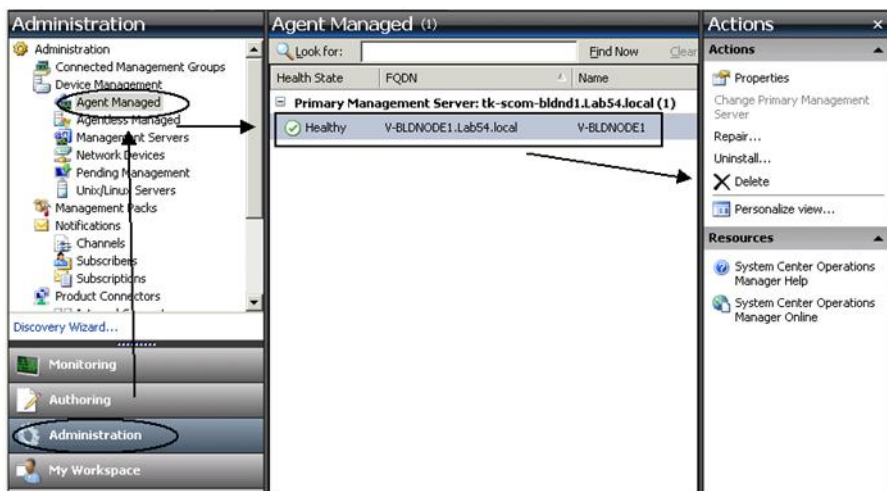 Administration
Administration
Connected Management Groups
Device Management
Agent Managed
Agentless Managed
Management Servers
Network Devices
Pending Management
Unix/Linux Servers
Management Packs
Notifications
Channels
Subscribers
Subscriptions
Product Connectors
Discovery Wizard...
Monitoring
Authoring
Administration
My Workspace
Agent Managed (1)
Look for:
Find Now
Clear
Health State
FQDN
Name
Primary Management Server: tk-scom-bldnd1.Lab54.local (1)
Healthy
V-BLDNODE1.Lab54.local
V-BLDNODE1
Actions
Actions
Properties
Change Primary Management
Server
Repair...
Uninstall...
Delete
Personalize view...
Resources
System Center Operations
Manager Help
System Center Operations
Manager Online